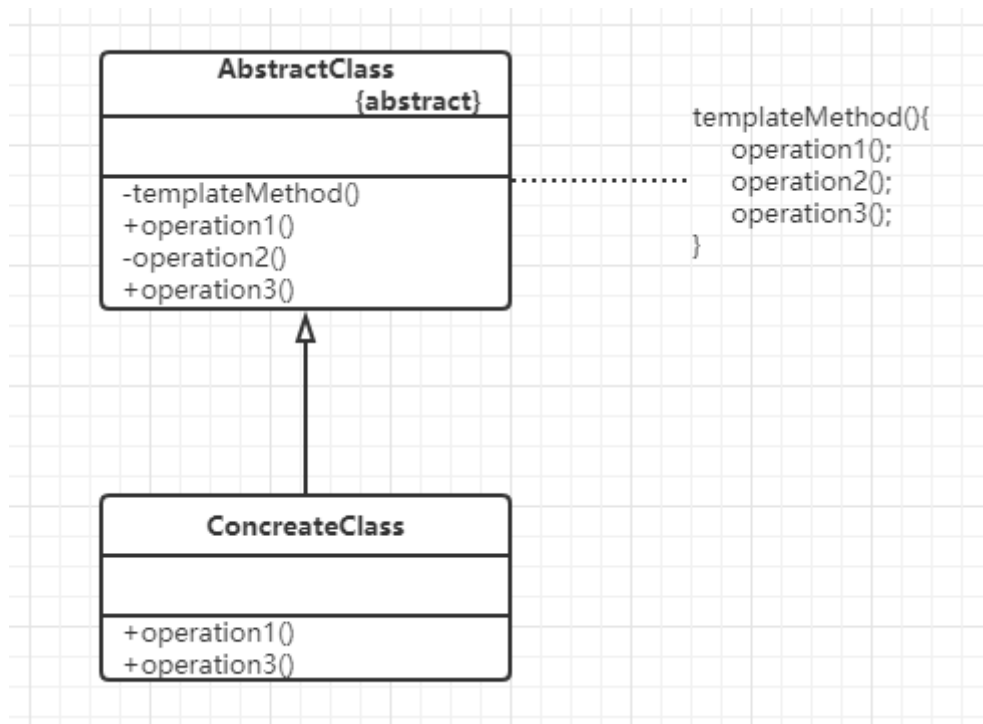 AbstractClass
{abstract}
-templateMethod()
+operation1()
-operation2()
+operation3()
templateMethod(){
operation1();
operation2();
operation3();
}
ConcreateClass
+operation1()
+operation3()